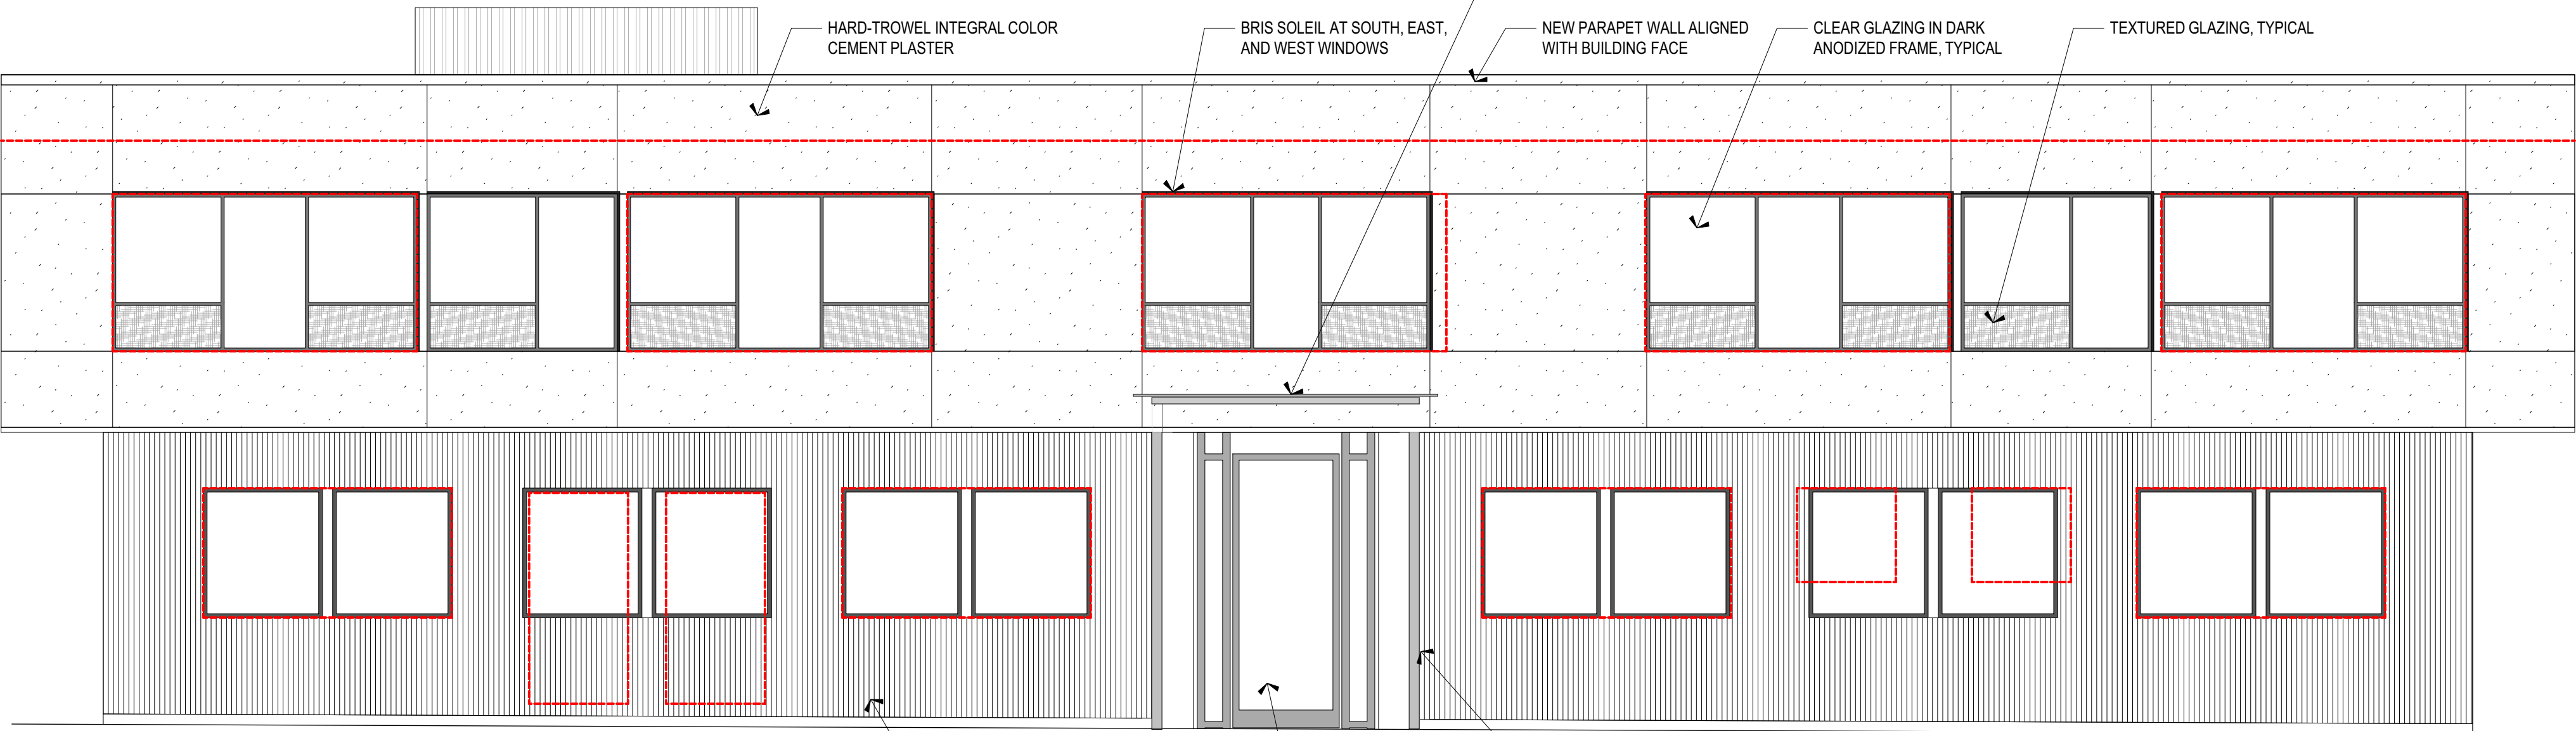 HARD-TROWEL INTEGRAL COLOR
CEMENT PLASTER
BRIS SOLEIL AT SOUTH, EAST,
AND WEST WINDOWS
NEW PARAPET WALL ALIGNED
WITH BUILDING FACE
CLEAR GLAZING IN DARK
ANODIZED FRAME, TYPICAL
TEXTURED GLAZING, TYPICAL